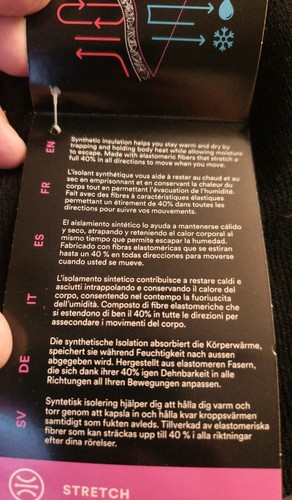 EN
Synthetic insulation helps you stay warm and dry by
trapping and holding body heat while allowing moisture
to escape. Made with elastomeric fibers that stretch a
full 40% in all directions to move when you move.
FR
L'isolant synthétique vous aide à rester au chaud et au
sec en emprisonnant et en conservant la chaleur du
corps tout en permettant l'évacuation de l'humidité.
Fait avec des fibres à caractéristiques élastiques
permettant un étirement de 40% dans toutes les
directions pour suivre vos mouvements.
ES
El aislamiento sintético lo ayuda a mantenerse cálido
y seco, atrapando y reteniendo el calor corporal al
mismo tiempo que permite escapar la humedad.
Fabricado con fibras elastoméricas que se estiran
hasta un 40 % en todas direcciones para moverse
cuando usted se mueve.
IT
L'isolamento sintetico contribuisce a restare caldi e
asciutti intrappolando e conservando il calore del
corpo, consentendo nel contempo la fuoriuscita
dell'umidità. Composto di fibre elastomeriche che
si estendono di ben il 40% in tutte le direzioni per
assecondare i movimenti del corpo.
DE
Die synthetische Isolation absorbiert die Körperwärme,
speichert sie während Feuchtigkeit nach aussen
abgegeben wird. Hergestellt aus elastomeren Fasern,
die sich dank ihrer 40% igen Dehnbarkeit in alle
Richtungen all Ihren Bewegungen anpassen.
SV
Syntetisk isolering hjälper dig att hålla dig varm och
torr genom att kapsla in och hålla kvar kroppsvärmen
samtidigt som fukten avleds. Tillverkad av elastomeriska
fibrer som kan sträckas upp till 40 % i alla riktningar
efter dina rörelser.
STRETCH